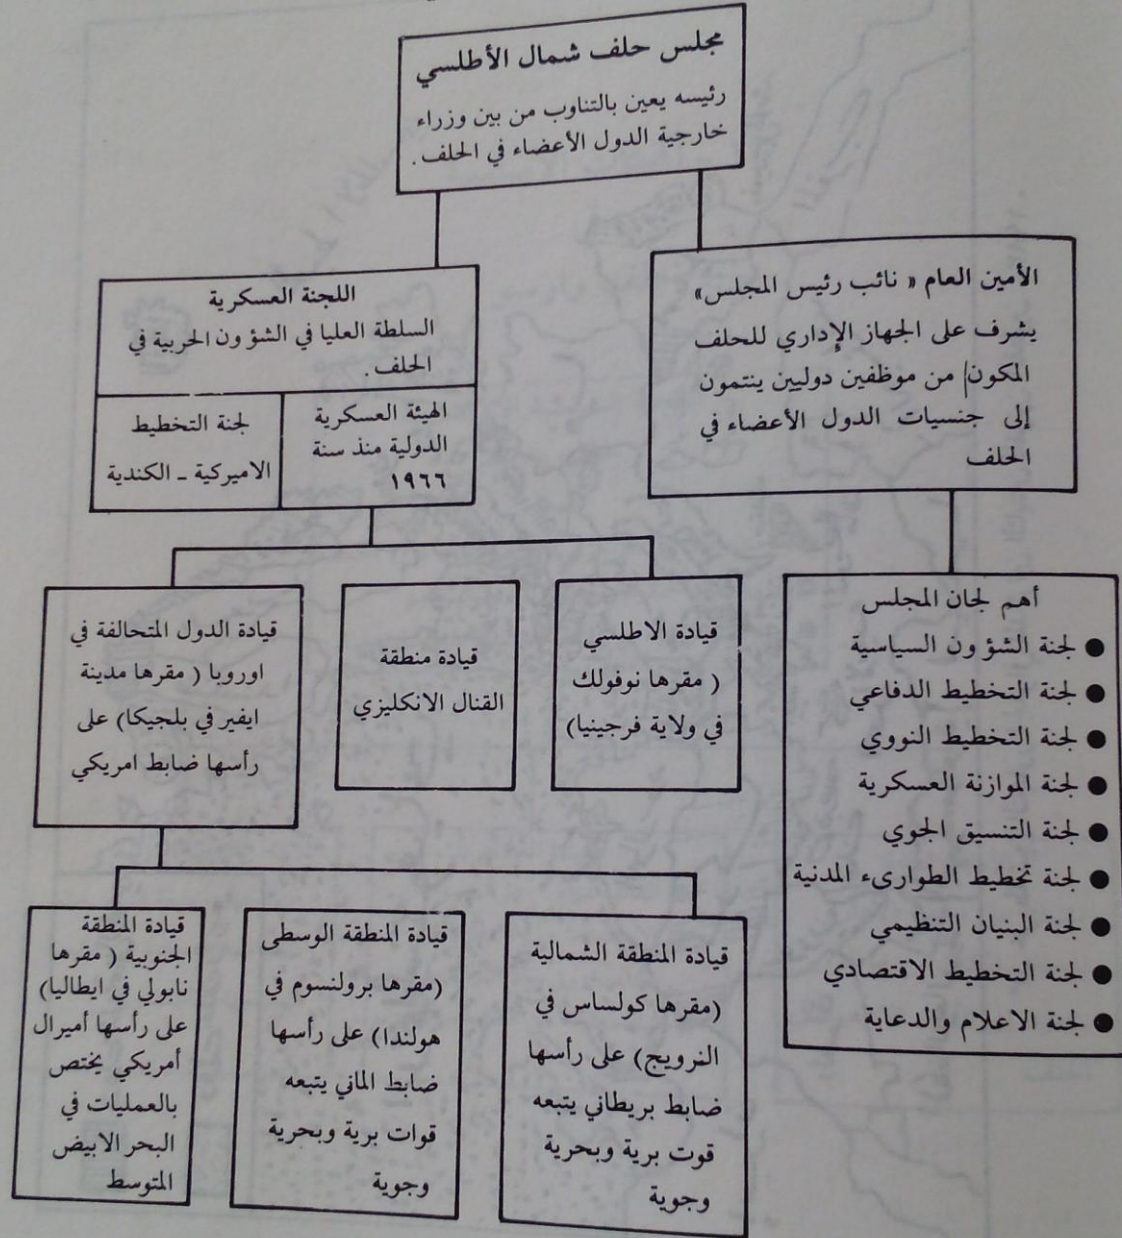 مجلس حلف شمال الأطلسي
رئيسه يعين بالتناوب من بين وزراء
خارجية الدول الأعضاء في الحلف .
الأمين العام « نائب رئيس المجلس»
يشرف على الجهاز الإداري للحلف
المكون من موظفين دوليين ينتمون
إلى جنسيات الدول الأعضاء في
الحلف
اللجنة العسكرية
السلطة العليا في الشؤون الحربية في
الحلف .
الهيئة العسكرية
الدولية منذ سنة
١٩٦٦
لجنة التخطيط
الاميركية ـ الكندية
أهم لجان المجلس
● لجنة الشؤون السياسية
● لجنة التخطيط الدفاعي
● لجنة التخطيط النووي
● لجنة الموازنة العسكرية
● لجنة التنسيق الجوي
● لجنة تخطيط الطوارىء المدنية
● لجنة البنيان التنظيمي
● لجنة التخطيط الاقتصادي
● لجنة الاعلام والدعاية
قيادة الاطلسي
( مقرها نوفولك
في ولاية فرجينيا)
قيادة منطقة
القنال الانكليزي
قيادة الدول المتحالفة في
اوروبا ( مقرها مدينة
ايفير في بلجيكا) على
رأسها ضابط امريكي
قيادة المنطقة الشمالية
(مقرها كولساس في
النرويج) على رأسها
ضابط بريطاني يتبعه
قوت برية وبحرية
وجوية
قيادة المنطقة الوسطى
(مقرها برولنسوم في
هولندا) على رأسها
ضابط الماني يتبعه
قوات برية وبحرية
وجوية
قيادة المنطقة
الجنوبية ( مقرها
نابولي في ايطاليا)
على رأسها أميرال
أمريكي يختص
بالعمليات في
البحر الابيض
المتوسط